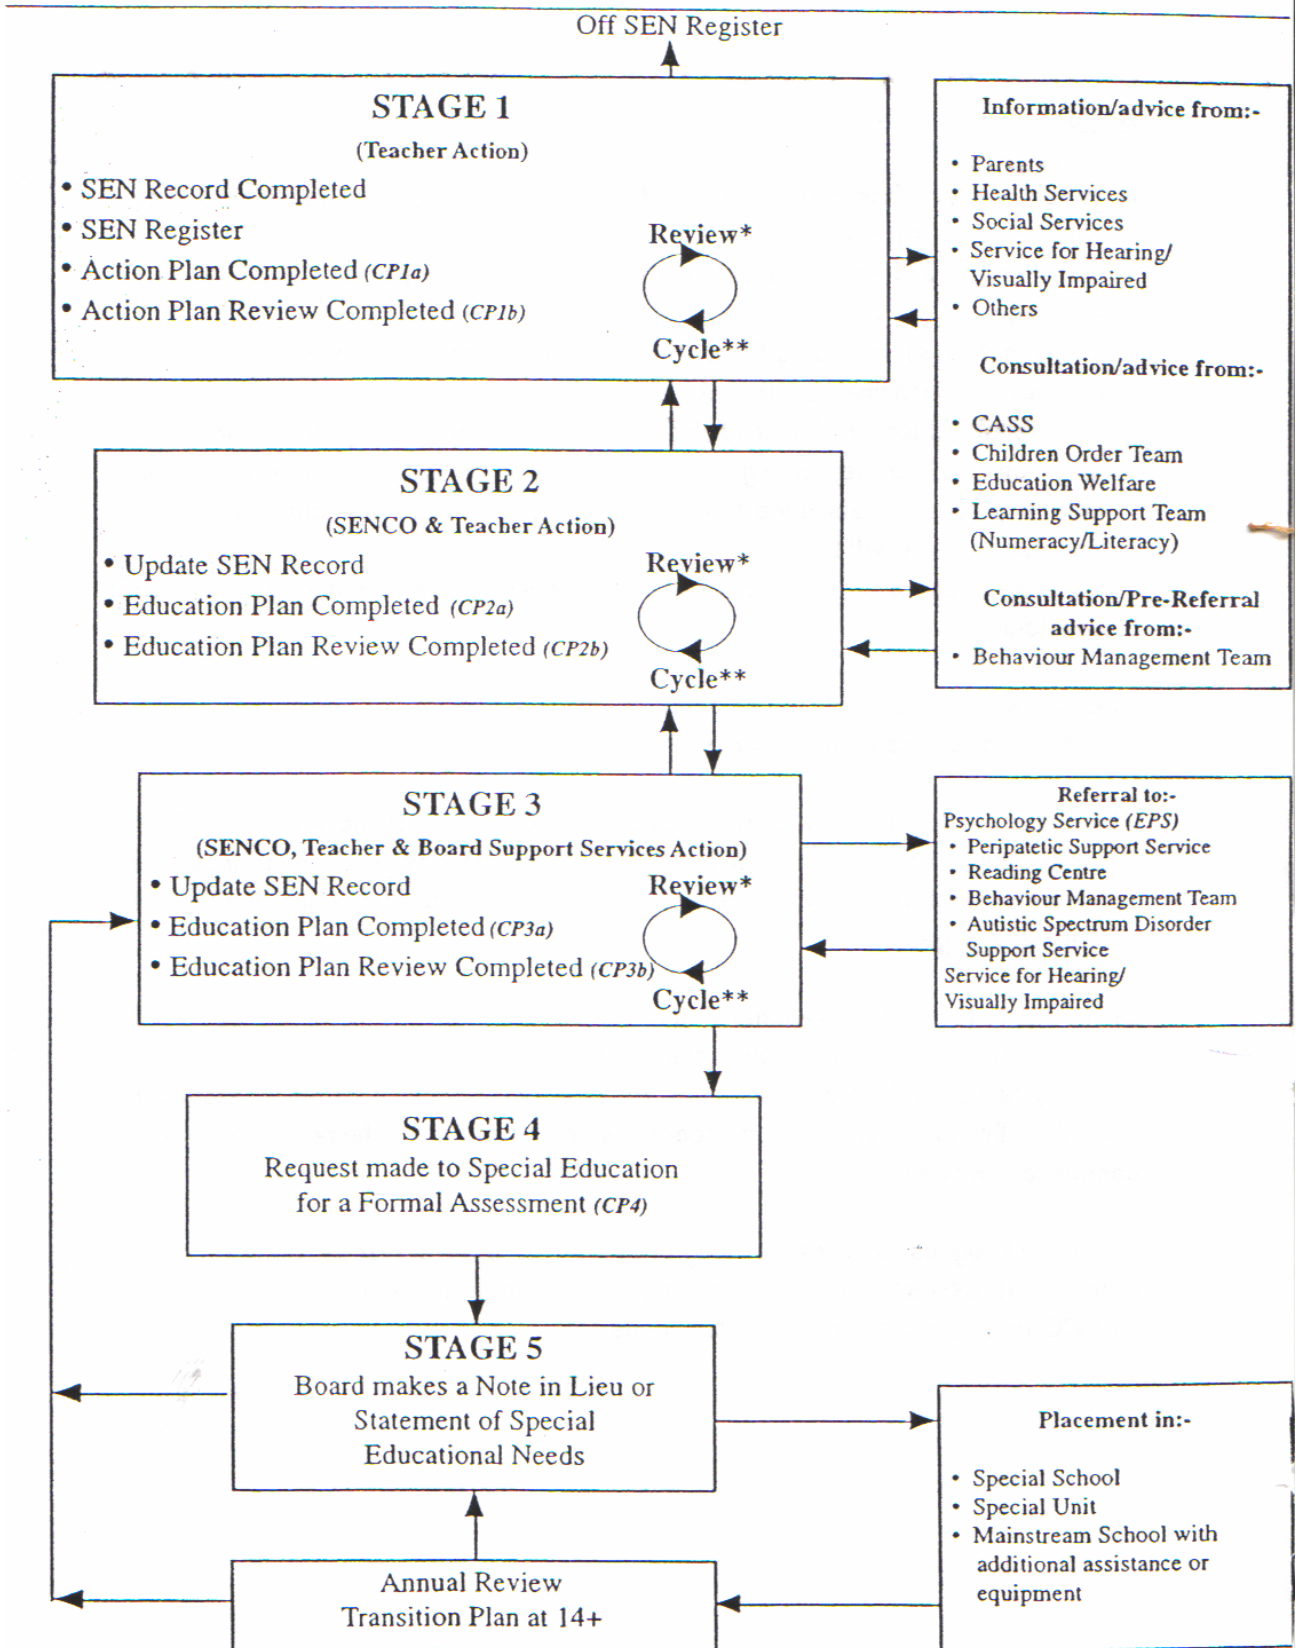 Off SEN Register
STAGE 1
(Teacher Action)
• SEN Record Completed
• SEN Register
• Action Plan Completed (CP1a)
• Action Plan Review Completed (CP1b)
Review*
Cycle**
Information/advice from:-
• Parents
• Health Services
• Social Services
• Service for Hearing/
Visually Impaired
• Others
Consultation/advice from:-
• CASS
• Children Order Team
• Education Welfare
• Learning Support Team
(Numeracy/Literacy)
Consultation/Pre-Referral
advice from:-
• Behaviour Management Team
STAGE 2
(SENCO & Teacher Action)
• Update SEN Record
• Education Plan Completed (CP2a)
• Education Plan Review Completed (CP2b)
Review*
Cycle**
STAGE 3
(SENCO, Teacher & Board Support Services Action)
• Update SEN Record
• Education Plan Completed (CP3a)
• Education Plan Review Completed (CP3b)
Review*
Cycle**
Referral to:-
Psychology Service (EPS)
• Peripatetic Support Service
• Reading Centre
• Behaviour Management Team
• Autistic Spectrum Disorder
Support Service
Service for Hearing/
Visually Impaired
STAGE 4
Request made to Special Education
for a Formal Assessment (CP4)
STAGE 5
Board makes a Note in Lieu or
Statement of Special
Educational Needs
Placement in:-
• Special School
• Special Unit
• Mainstream School with
additional assistance or
equipment
Annual Review
Transition Plan at 14+